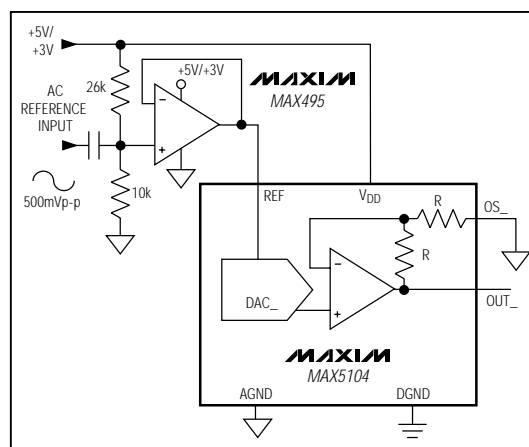 +5V/
+3V
26k
+5V/+3V
MAXIM
MAX495
AC
REFERENCE
INPUT
−
+
10k
500mVp-p
REF
VDD
R
OS_
−
R
DAC_
+
OUT_
MAXIM
MAX5104
AGND
DGND